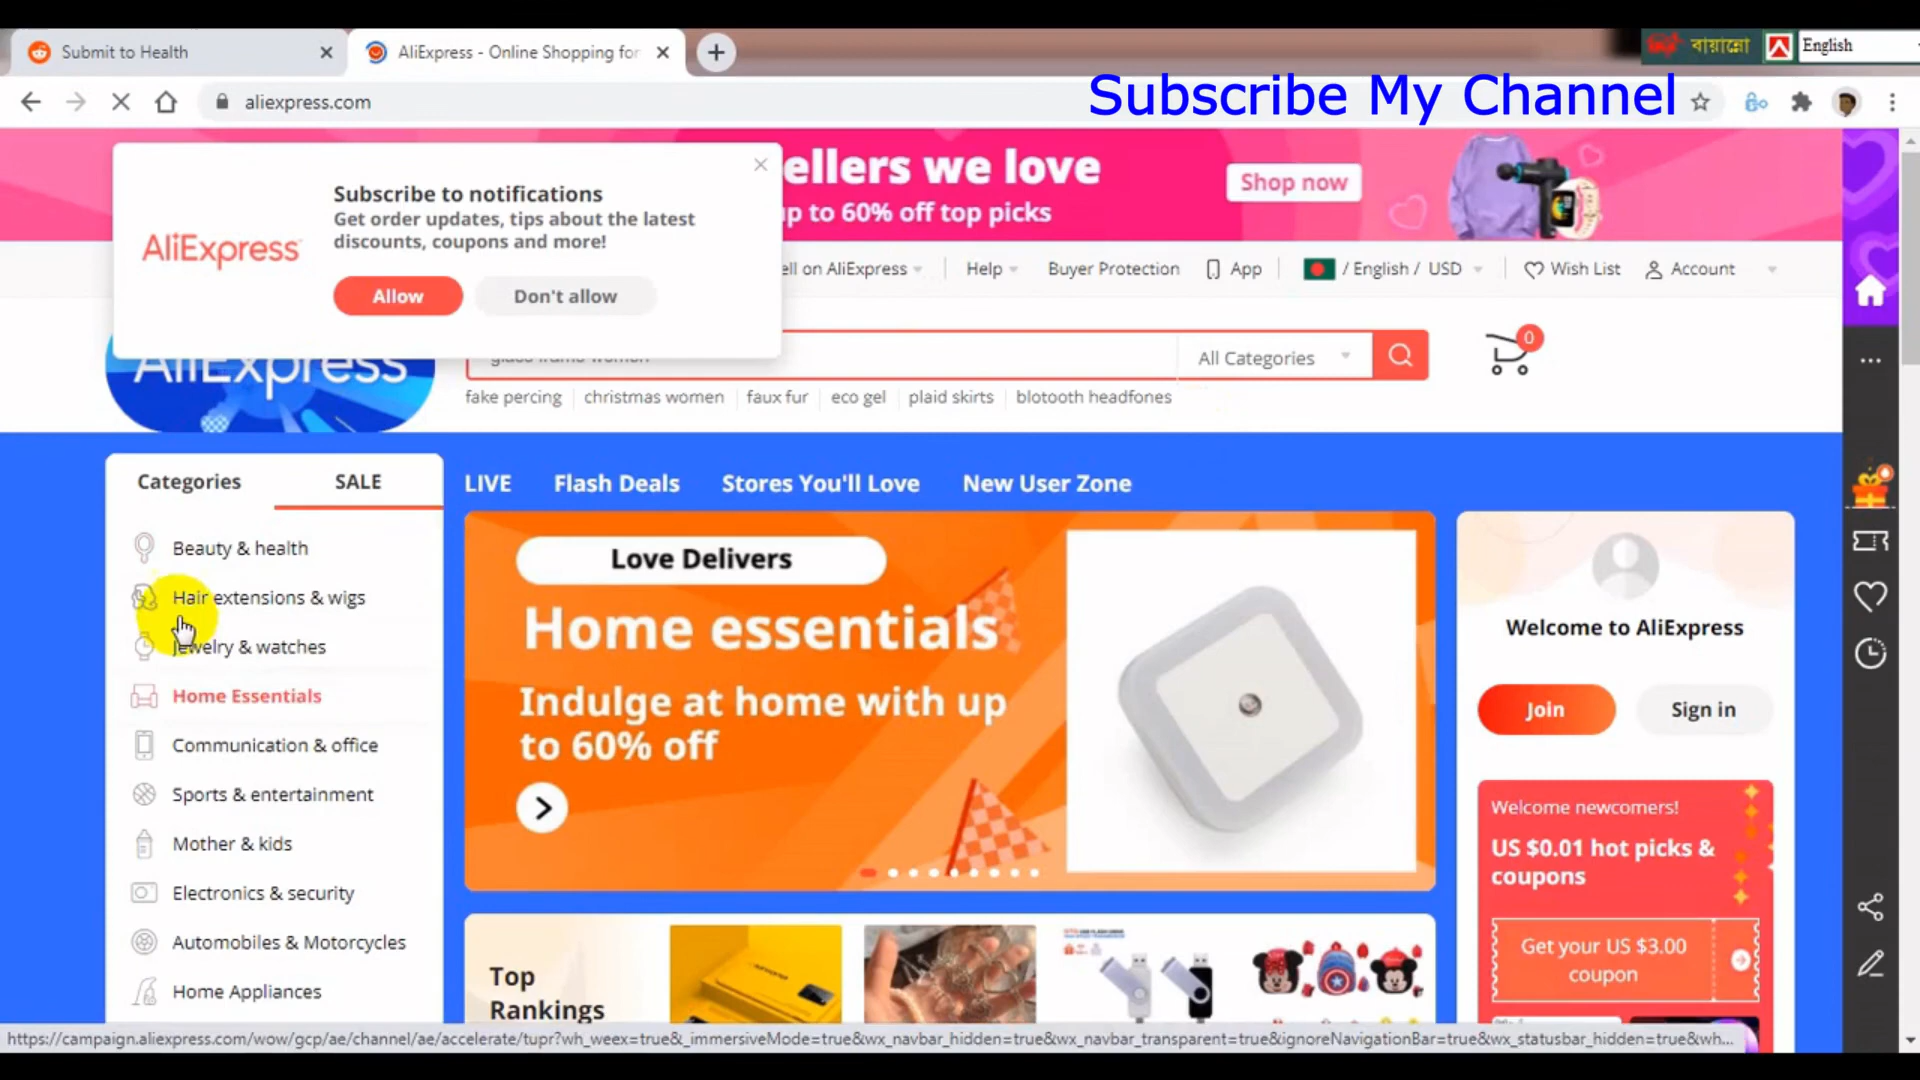 Submit to Health
AliExpress - Online Shopping for
বায়ান্নো
English
aliexpress.com
Subscribe My Channel
ellers we love
up to 60% off top picks
Shop now
Subscribe to notifications
Get order updates, tips about the latest
discounts, coupons and more!
AliExpress
Allow
Don't allow
ell on AliExpress
Help
Buyer Protection
App
/ English / USD
Wish List
Account
AliExpress
All Categories
0
fake percing
christmas women
faux fur
eco gel
plaid skirts
blotooth headfones
Categories
SALE
LIVE
Flash Deals
Stores You'll Love
New User Zone
Beauty & health
Hair extensions & wigs
Jewelry & watches
Home Essentials
Communication & office
Sports & entertainment
Mother & kids
Electronics & security
Automobiles & Motorcycles
Home Appliances
Love Delivers
Home essentials
Indulge at home with up
to 60% off
Welcome to AliExpress
Join
Sign in
Welcome newcomers!
US $0.01 hot picks &
coupons
Get your US $3.00
coupon
Top
Rankings
https://campaign.aliexpress.com/wow/gcp/ae/channel/ae/accelerate/tupr?wh_weex=true&_immersiveMode=true&wx_navbar_hidden=true&wx_navbar_transparent=true&ignoreNavigationBar=true&wx_statusbar_hidden=true&wh...